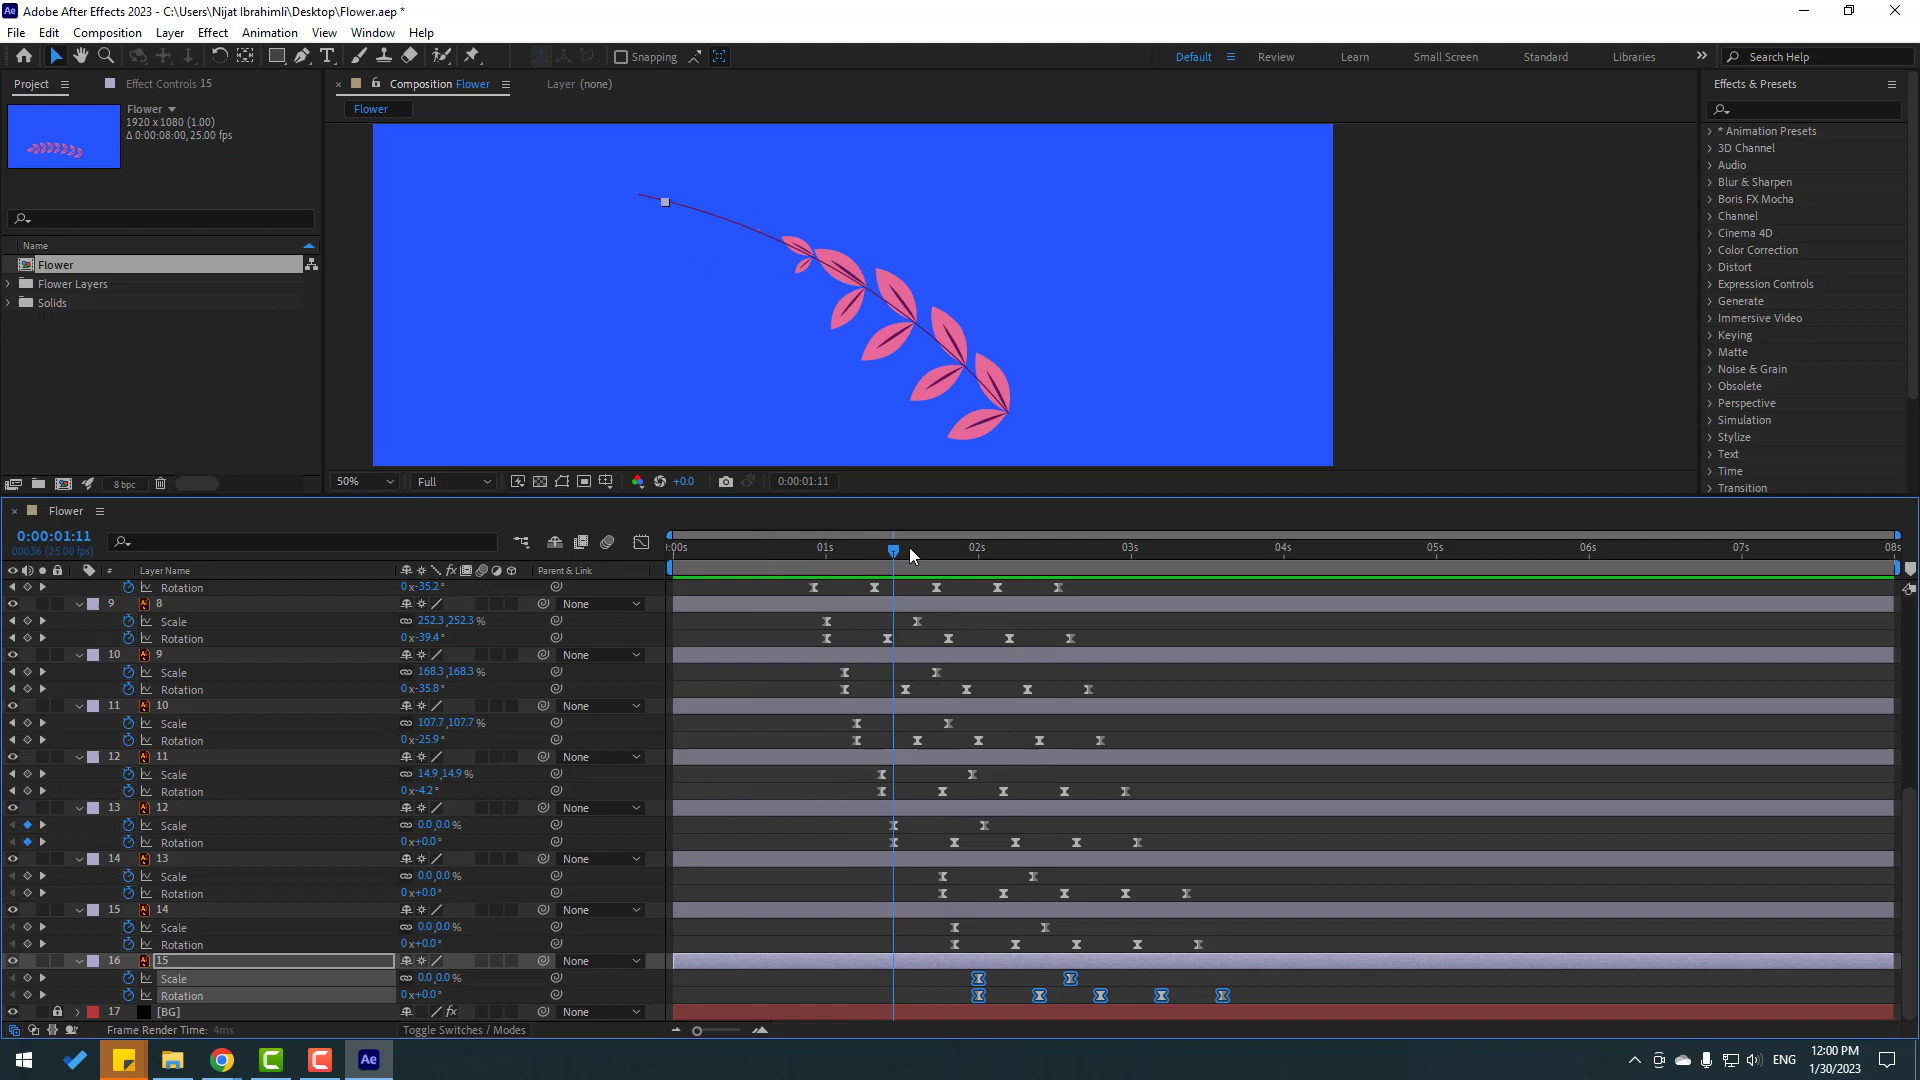 Adobe After Effects 2023 - C:\Users\Nijat Ibrahimli\Desktop\Flower.aep *
File Edit Composition Layer Effect Animation View Window Help
Snapping Default Review Learn Small Screen Standard Libraries Search Help
Project Effect Controls 15 Composition Flower Layer (none) Effects & Presets
Flower
1920 x 1080 (1.00)
Δ 0:00:08:00, 25.00 fps
Flower
Name
Flower
Flower Layers
Solids
* Animation Presets
3D Channel
Audio
Blur & Sharpen
Boris FX Mocha
Channel
Cinema 4D
Color Correction
Distort
Expression Controls
Generate
Immersive Video
Keying
Matte
Noise & Grain
Obsolete
Perspective
Simulation
Stylize
Text
Time
Transition
8 bpc 50% Full +0.0 0:00:01:11
Flower
0:00:01:11
00036 (25.00 fps)
:00s 01s 02s 03s 04s 05s 06s 07s 08s
# Layer Name fx Parent & Link
Rotation 0x-35.2°
9 8 None
Scale 252.3,252.3%
Rotation 0x-39.4°
10 9 None
Scale 168.3,168.3%
Rotation 0x-35.8°
11 10 None
Scale 107.7,107.7%
Rotation 0x-25.9°
12 11 None
Scale 14.9,14.9%
Rotation 0x-4.2°
13 12 None
Scale 0.0,0.0%
Rotation 0x+0.0°
14 13 None
Scale 0.0,0.0%
Rotation 0x+0.0°
15 14 None
Scale 0.0,0.0%
Rotation 0x+0.0°
16 15 None
Scale 0.0,0.0%
Rotation 0x+0.0°
17 [BG] fx None
Frame Render Time: 4ms Toggle Switches / Modes
ENG 12:00 PM
1/30/2023